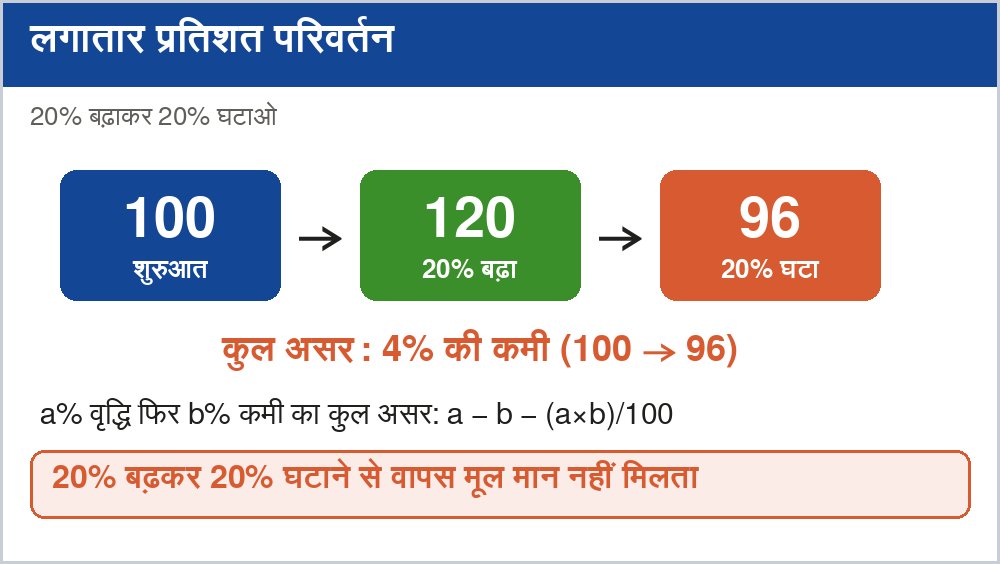 लगातार प्रतिशत परिवर्तन
20% बढ़ाकर 20% घटाओ
100
शुरुआत
→
120
20% बढ़ा
→
96
20% घटा
कुल असर : 4% की कमी (100 → 96)
a% वृद्धि फिर b% कमी का कुल असर: a − b − (a×b)/100
20% बढ़कर 20% घटाने से वापस मूल मान नहीं मिलता